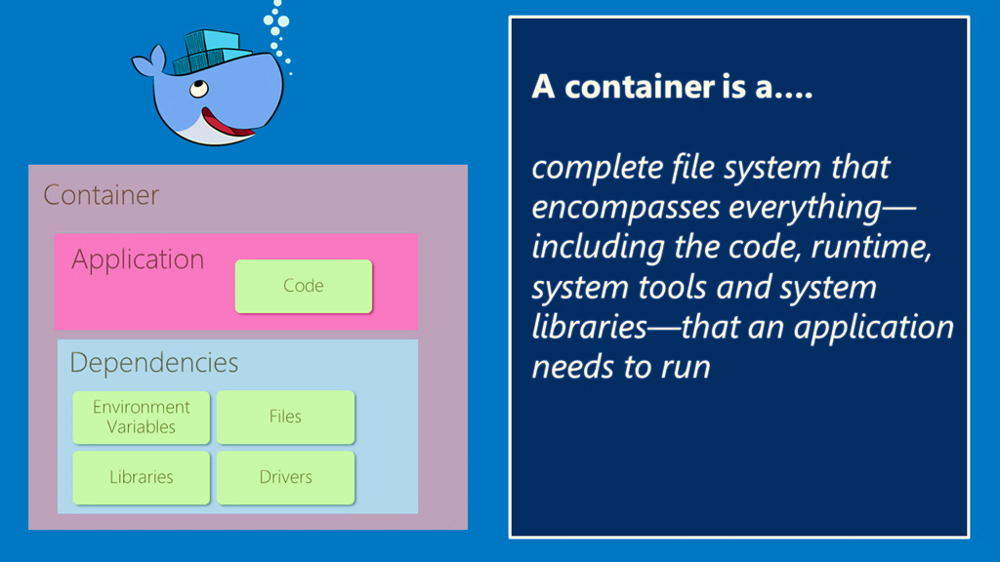 Container
Application
Code
Dependencies
Environment
Variables
Files
Libraries
Drivers
A container is a....
complete file system that
encompasses everything—
including the code, runtime,
system tools and system
libraries—that an application
needs to run